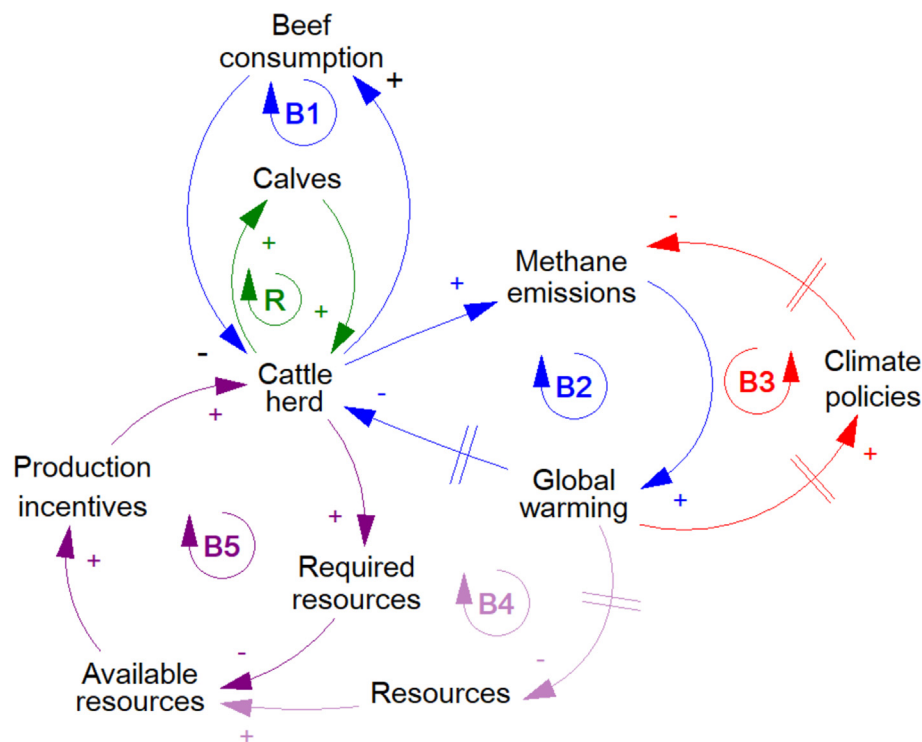 Beef
consumption
+
B1
Calves
+
R
+
-
Methane
emissions
+
-
Cattle
herd
-
B2
B3
Climate
policies
+
Production
incentives
Global
warming
+
+
B5
+
+
Required
resources
B4
-
-
Available
resources
Resources
+